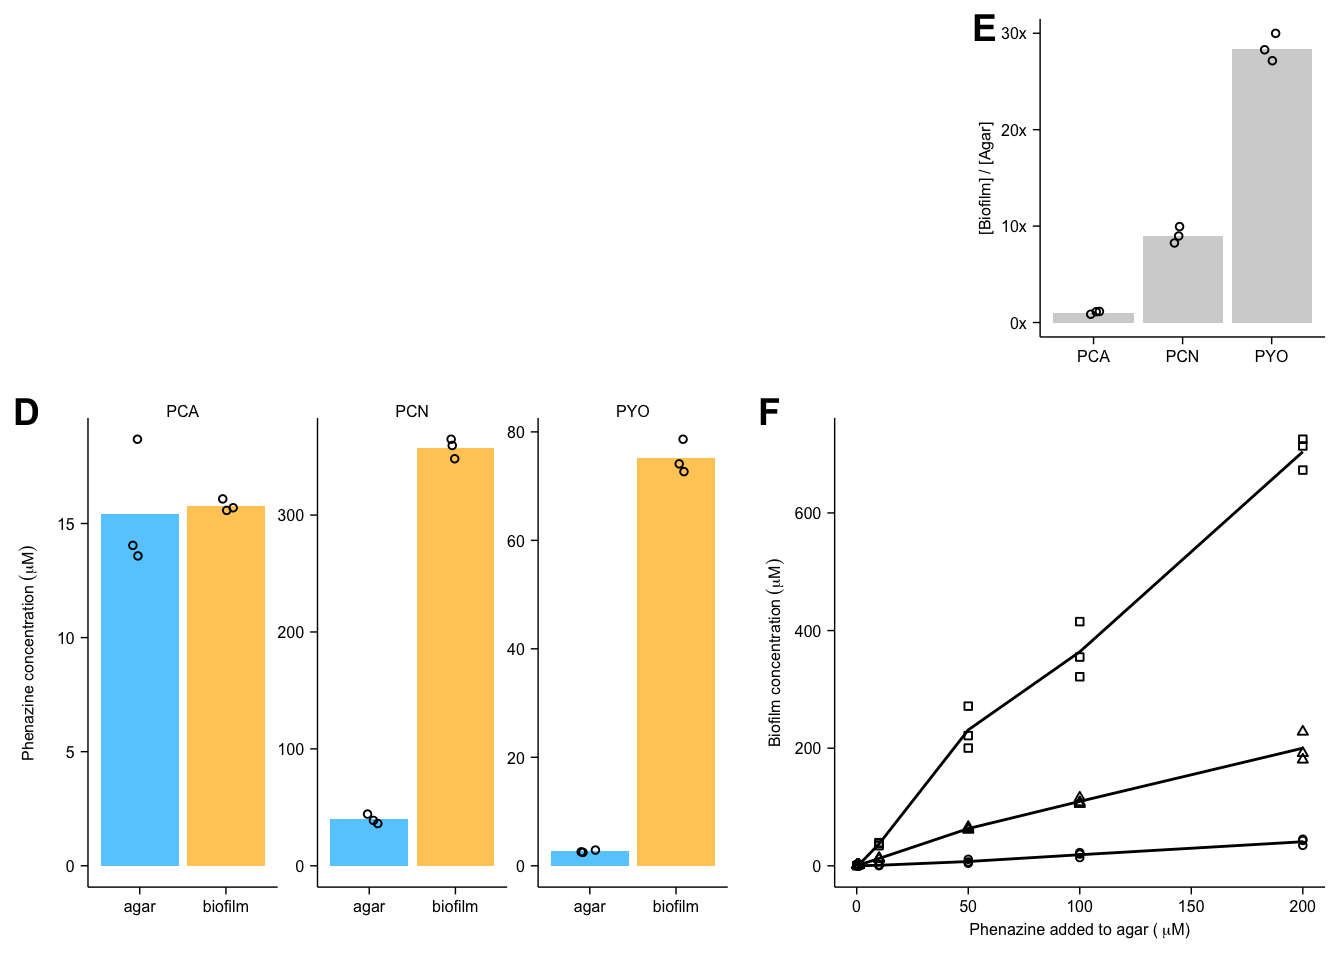 E
30x
20x
10x
0x
[Biofilm] / [Agar]
PCA PCN PYO
D
PCA PCN PYO
Phenazine concentration (μM)
15
10
5
0
300
200
100
0
80
60
40
20
0
agar biofilm agar biofilm agar biofilm
F
Biofilm concentration (μM)
600
400
200
0
0 50 100 150 200
Phenazine added to agar ( μM)